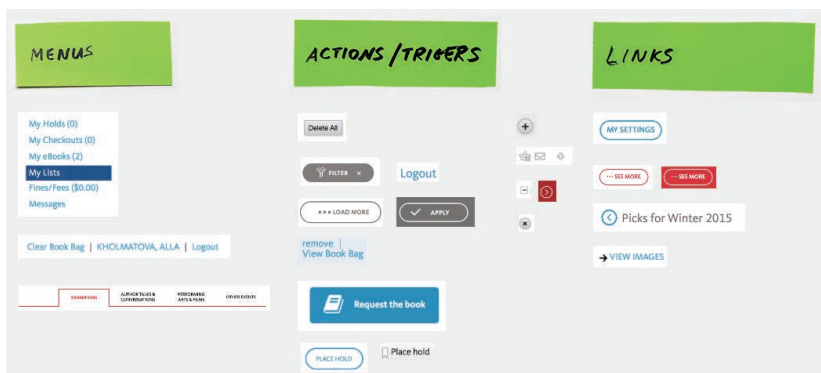 MENUS
My Holds (0)
My Checkouts (0)
My eBooks (2)
My Lists
Fines/Fees ($0.00)
Messages
Clear Book Bag | KHOLMATOVA, ALLA | Logout
EXHIBITIONS
AUTHOR TALKS &
CONVERSATIONS
PERFORMING
ARTS & FILMS
OTHER EVENTS
ACTIONS/TRIGERS
Delete All
FILTER ×
Logout
••• LOAD MORE
APPLY
remove |
View Book Bag
Request the book
PLACE HOLD
Place hold
LINKS
MY SETTINGS
••• SEE MORE
••• SEE MORE
Picks for Winter 2015
→ VIEW IMAGES